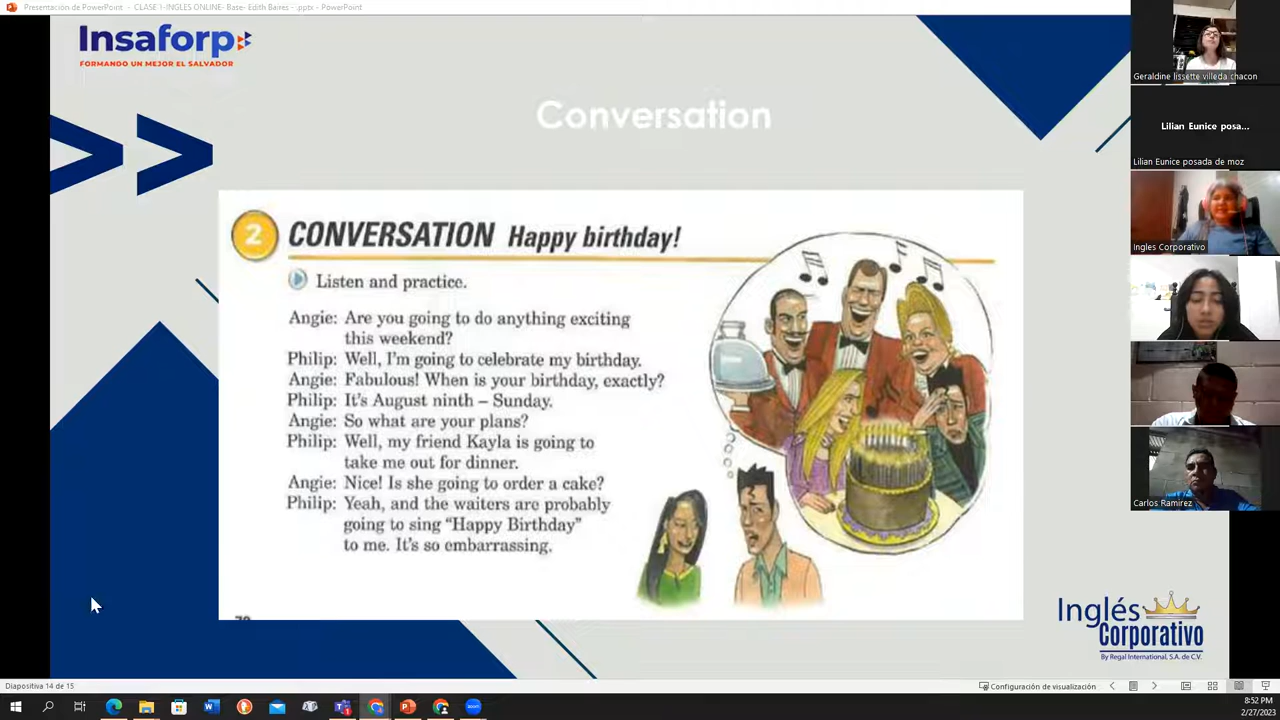 Presentación de PowerPoint - CLASE 1-INGLES ONLINE- Base- Edith Baires - .pptx - PowerPoint
Insaforp
FORMANDO UN MEJOR EL SALVADOR
Conversation
2 CONVERSATION Happy birthday!
Listen and practice.
Angie: Are you going to do anything exciting
this weekend?
Philip: Well, I'm going to celebrate my birthday.
Angie: Fabulous! When is your birthday, exactly?
Philip: It's August ninth – Sunday.
Angie: So what are your plans?
Philip: Well, my friend Kayla is going to
take me out for dinner.
Angie: Nice! Is she going to order a cake?
Philip: Yeah, and the waiters are probably
going to sing "Happy Birthday"
to me. It's so embarrassing.
Inglés
Corporativo
By Regal International, S.A. de C.V.
Geraldine lissette villeda chacon
Lilian Eunice posa...
Lilian Eunice posada de moz
Ingles Corporativo
Carlos Ramirez
Diapositiva 14 de 15
Configuración de visualización
8:52 PM
2/27/2023